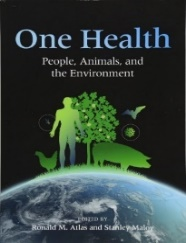 One Health
People, Animals, and
the Environment
EDITED BY
Ronald M. Atlas and Stanley Maloy